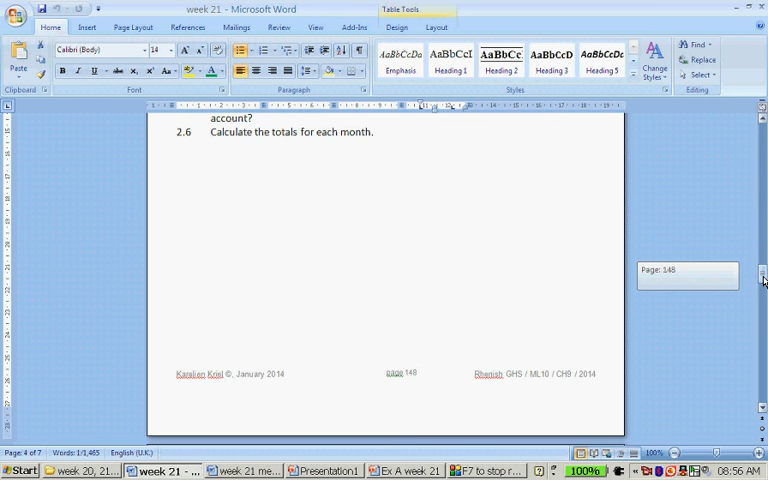 week 21 - Microsoft Word
Table Tools
Home Insert Page Layout References Mailings Review View Add-Ins Design Layout
Calibri (Body) 14
Paste
AaBbCcDa AaBbCcI AaBbCc AaBbCcD AaBbCcDc
Emphasis Heading 1 Heading 2 Heading 3 Heading 5
Change Styles
Find
Replace
Select
Clipboard Font Paragraph Styles Editing
account?
2.6 Calculate the totals for each month.
Page: 148
Karelien Kriel ©, January 2014 page 148 Rhenish GHS / ML10 / CH9 / 2014
Page: 4 of 7 Words: 1/1,465 English (U.K.) 100%
Start week 20, 21... week 21 - ... week 21 me... Presentation1 Ex A week 21 F7 to stop r... 100% 08:56 AM